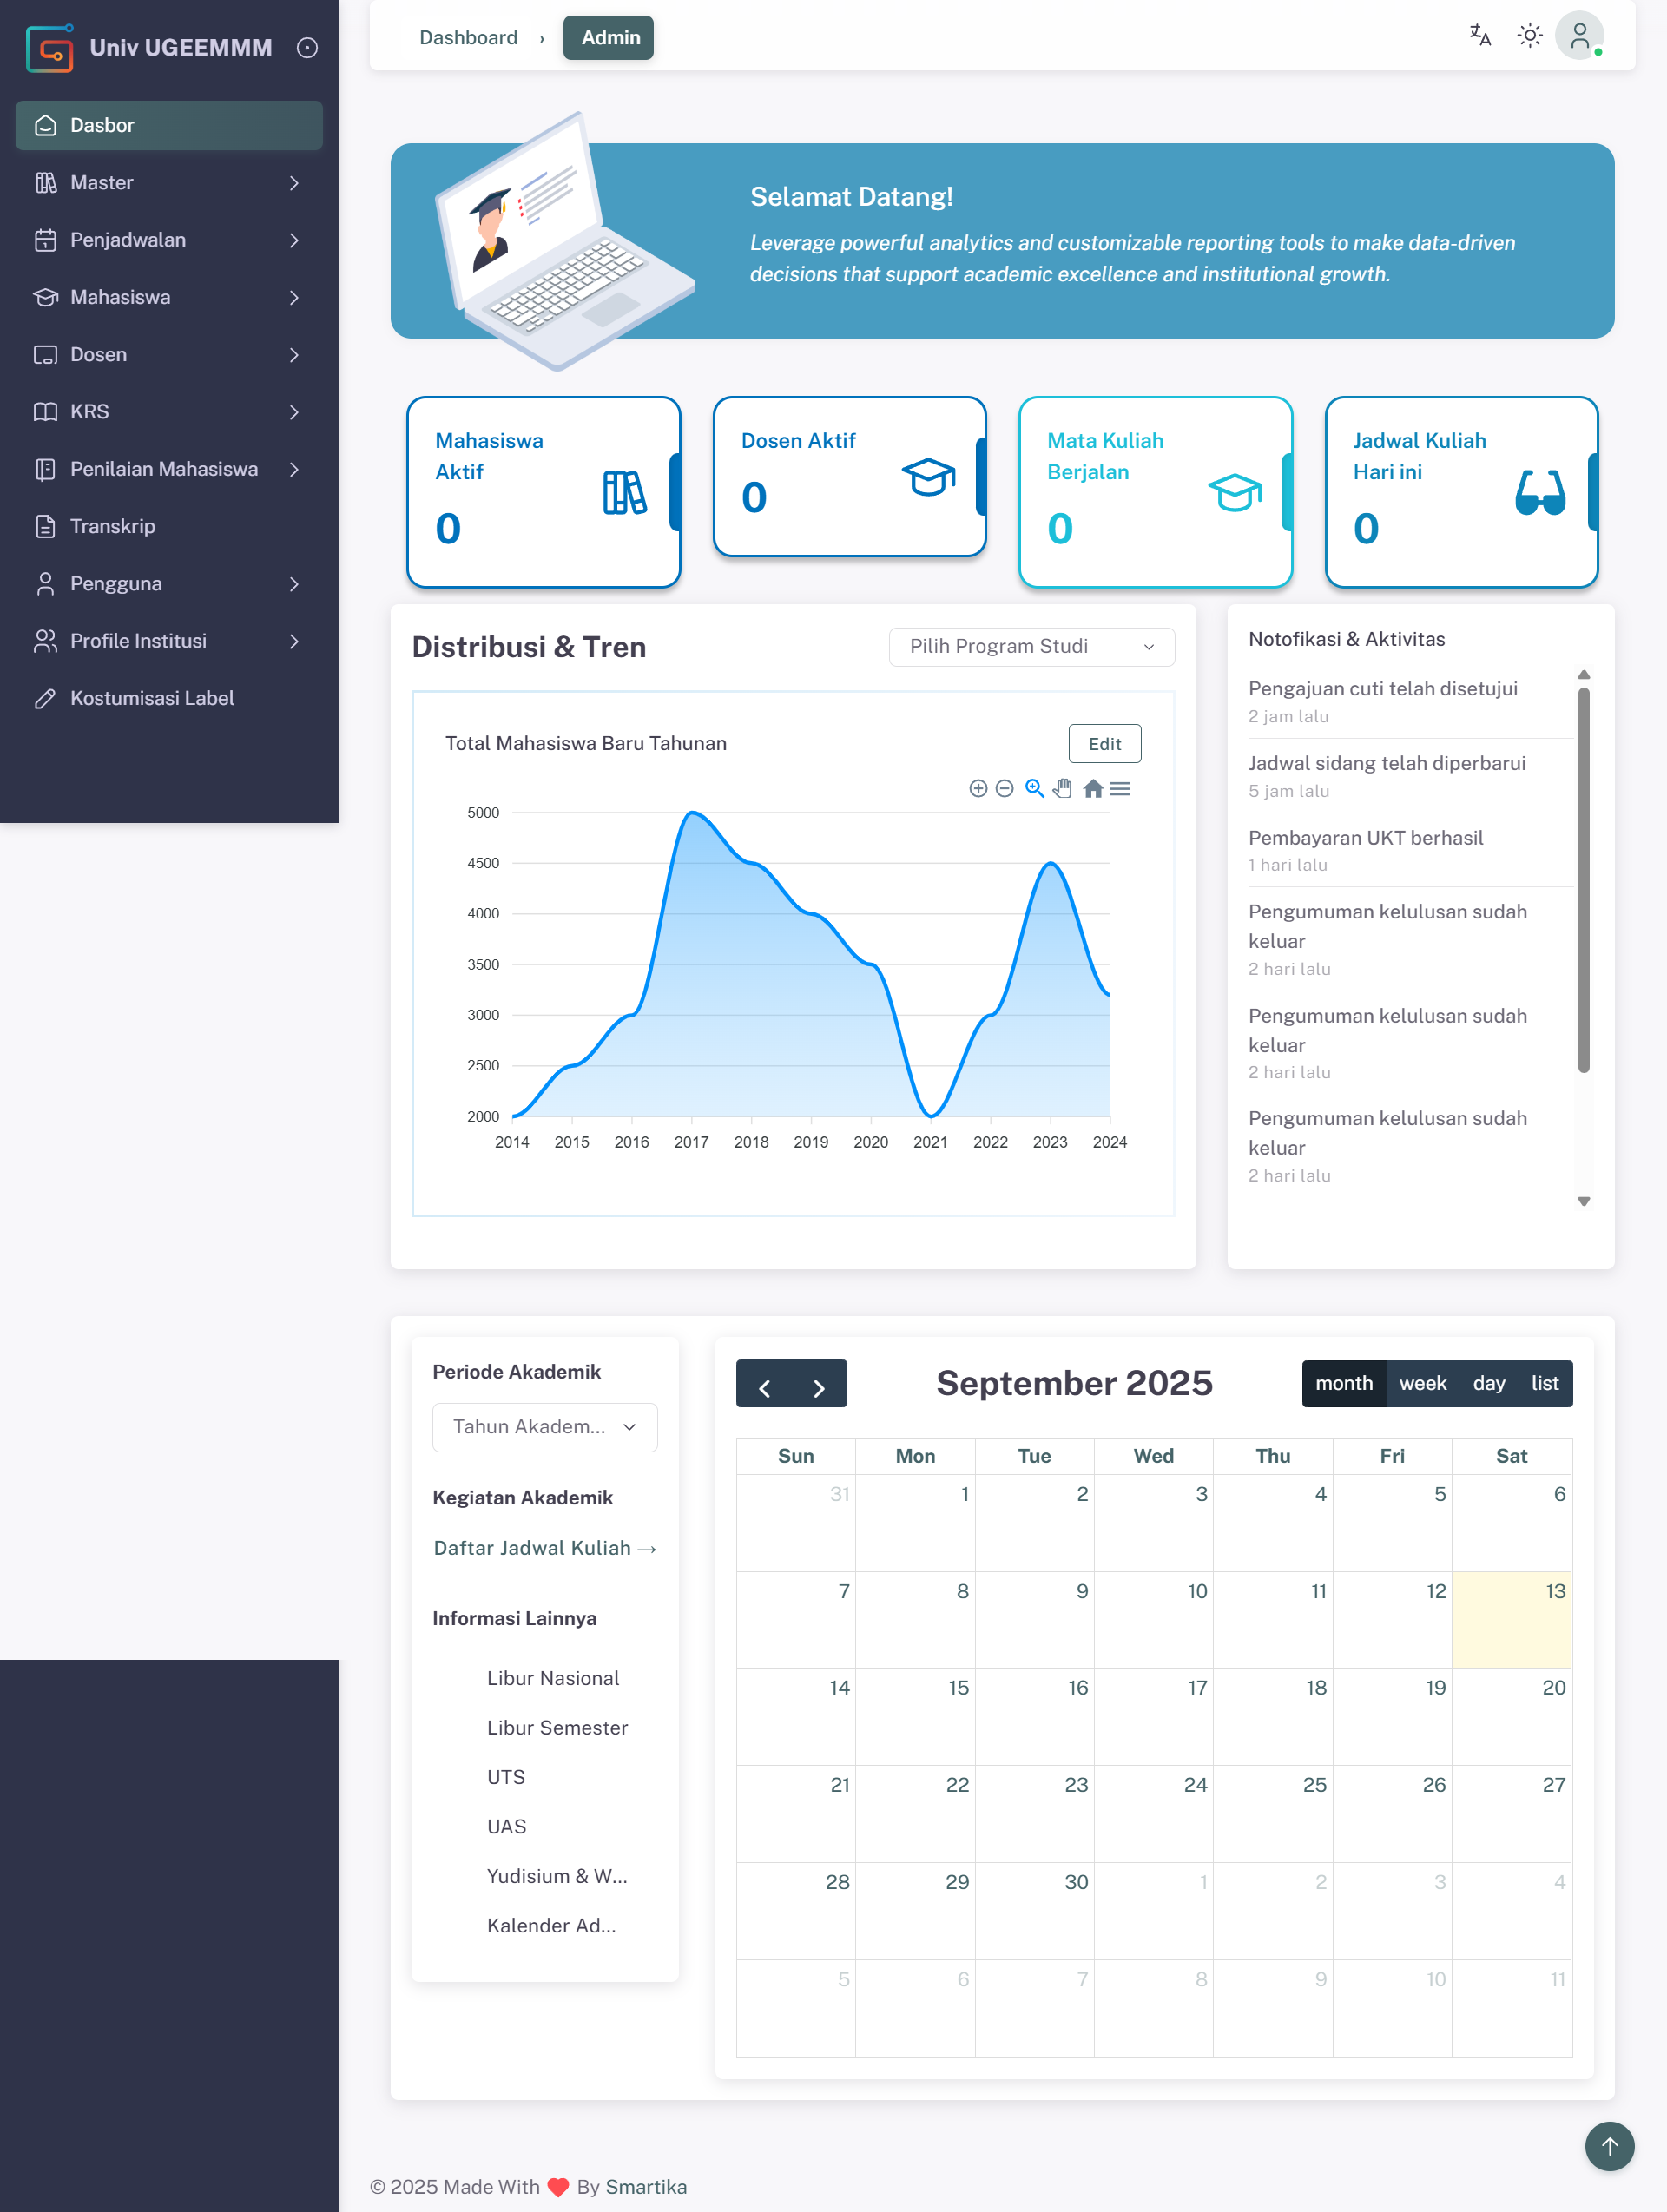 Univ UGEEMMM
Dasbor
Master
Penjadwalan
Mahasiswa
Dosen
KRS
Penilaian Mahasiswa
Transkrip
Pengguna
Profile Institusi
Kostumisasi Label
Dashboard › Admin
Selamat Datang!
Leverage powerful analytics and customizable reporting tools to make data-driven
decisions that support academic excellence and institutional growth.
Mahasiswa
Aktif
0
Dosen Aktif
0
Mata Kuliah
Berjalan
0
Jadwal Kuliah
Hari ini
0
Distribusi & Tren
Pilih Program Studi
Total Mahasiswa Baru Tahunan
Edit
5000
4500
4000
3500
3000
2500
2000
2014 2015 2016 2017 2018 2019 2020 2021 2022 2023 2024
Notofikasi & Aktivitas
Pengajuan cuti telah disetujui
2 jam lalu
Jadwal sidang telah diperbarui
5 jam lalu
Pembayaran UKT berhasil
1 hari lalu
Pengumuman kelulusan sudah
keluar
2 hari lalu
Pengumuman kelulusan sudah
keluar
2 hari lalu
Pengumuman kelulusan sudah
keluar
2 hari lalu
Periode Akademik
Tahun Akadem...
Kegiatan Akademik
Daftar Jadwal Kuliah →
Informasi Lainnya
Libur Nasional
Libur Semester
UTS
UAS
Yudisium & W...
Kalender Ad...
September 2025
month week day list
Sun Mon Tue Wed Thu Fri Sat
31 1 2 3 4 5 6
7 8 9 10 11 12 13
14 15 16 17 18 19 20
21 22 23 24 25 26 27
28 29 30 1 2 3 4
5 6 7 8 9 10 11
© 2025 Made With ❤ By Smartika